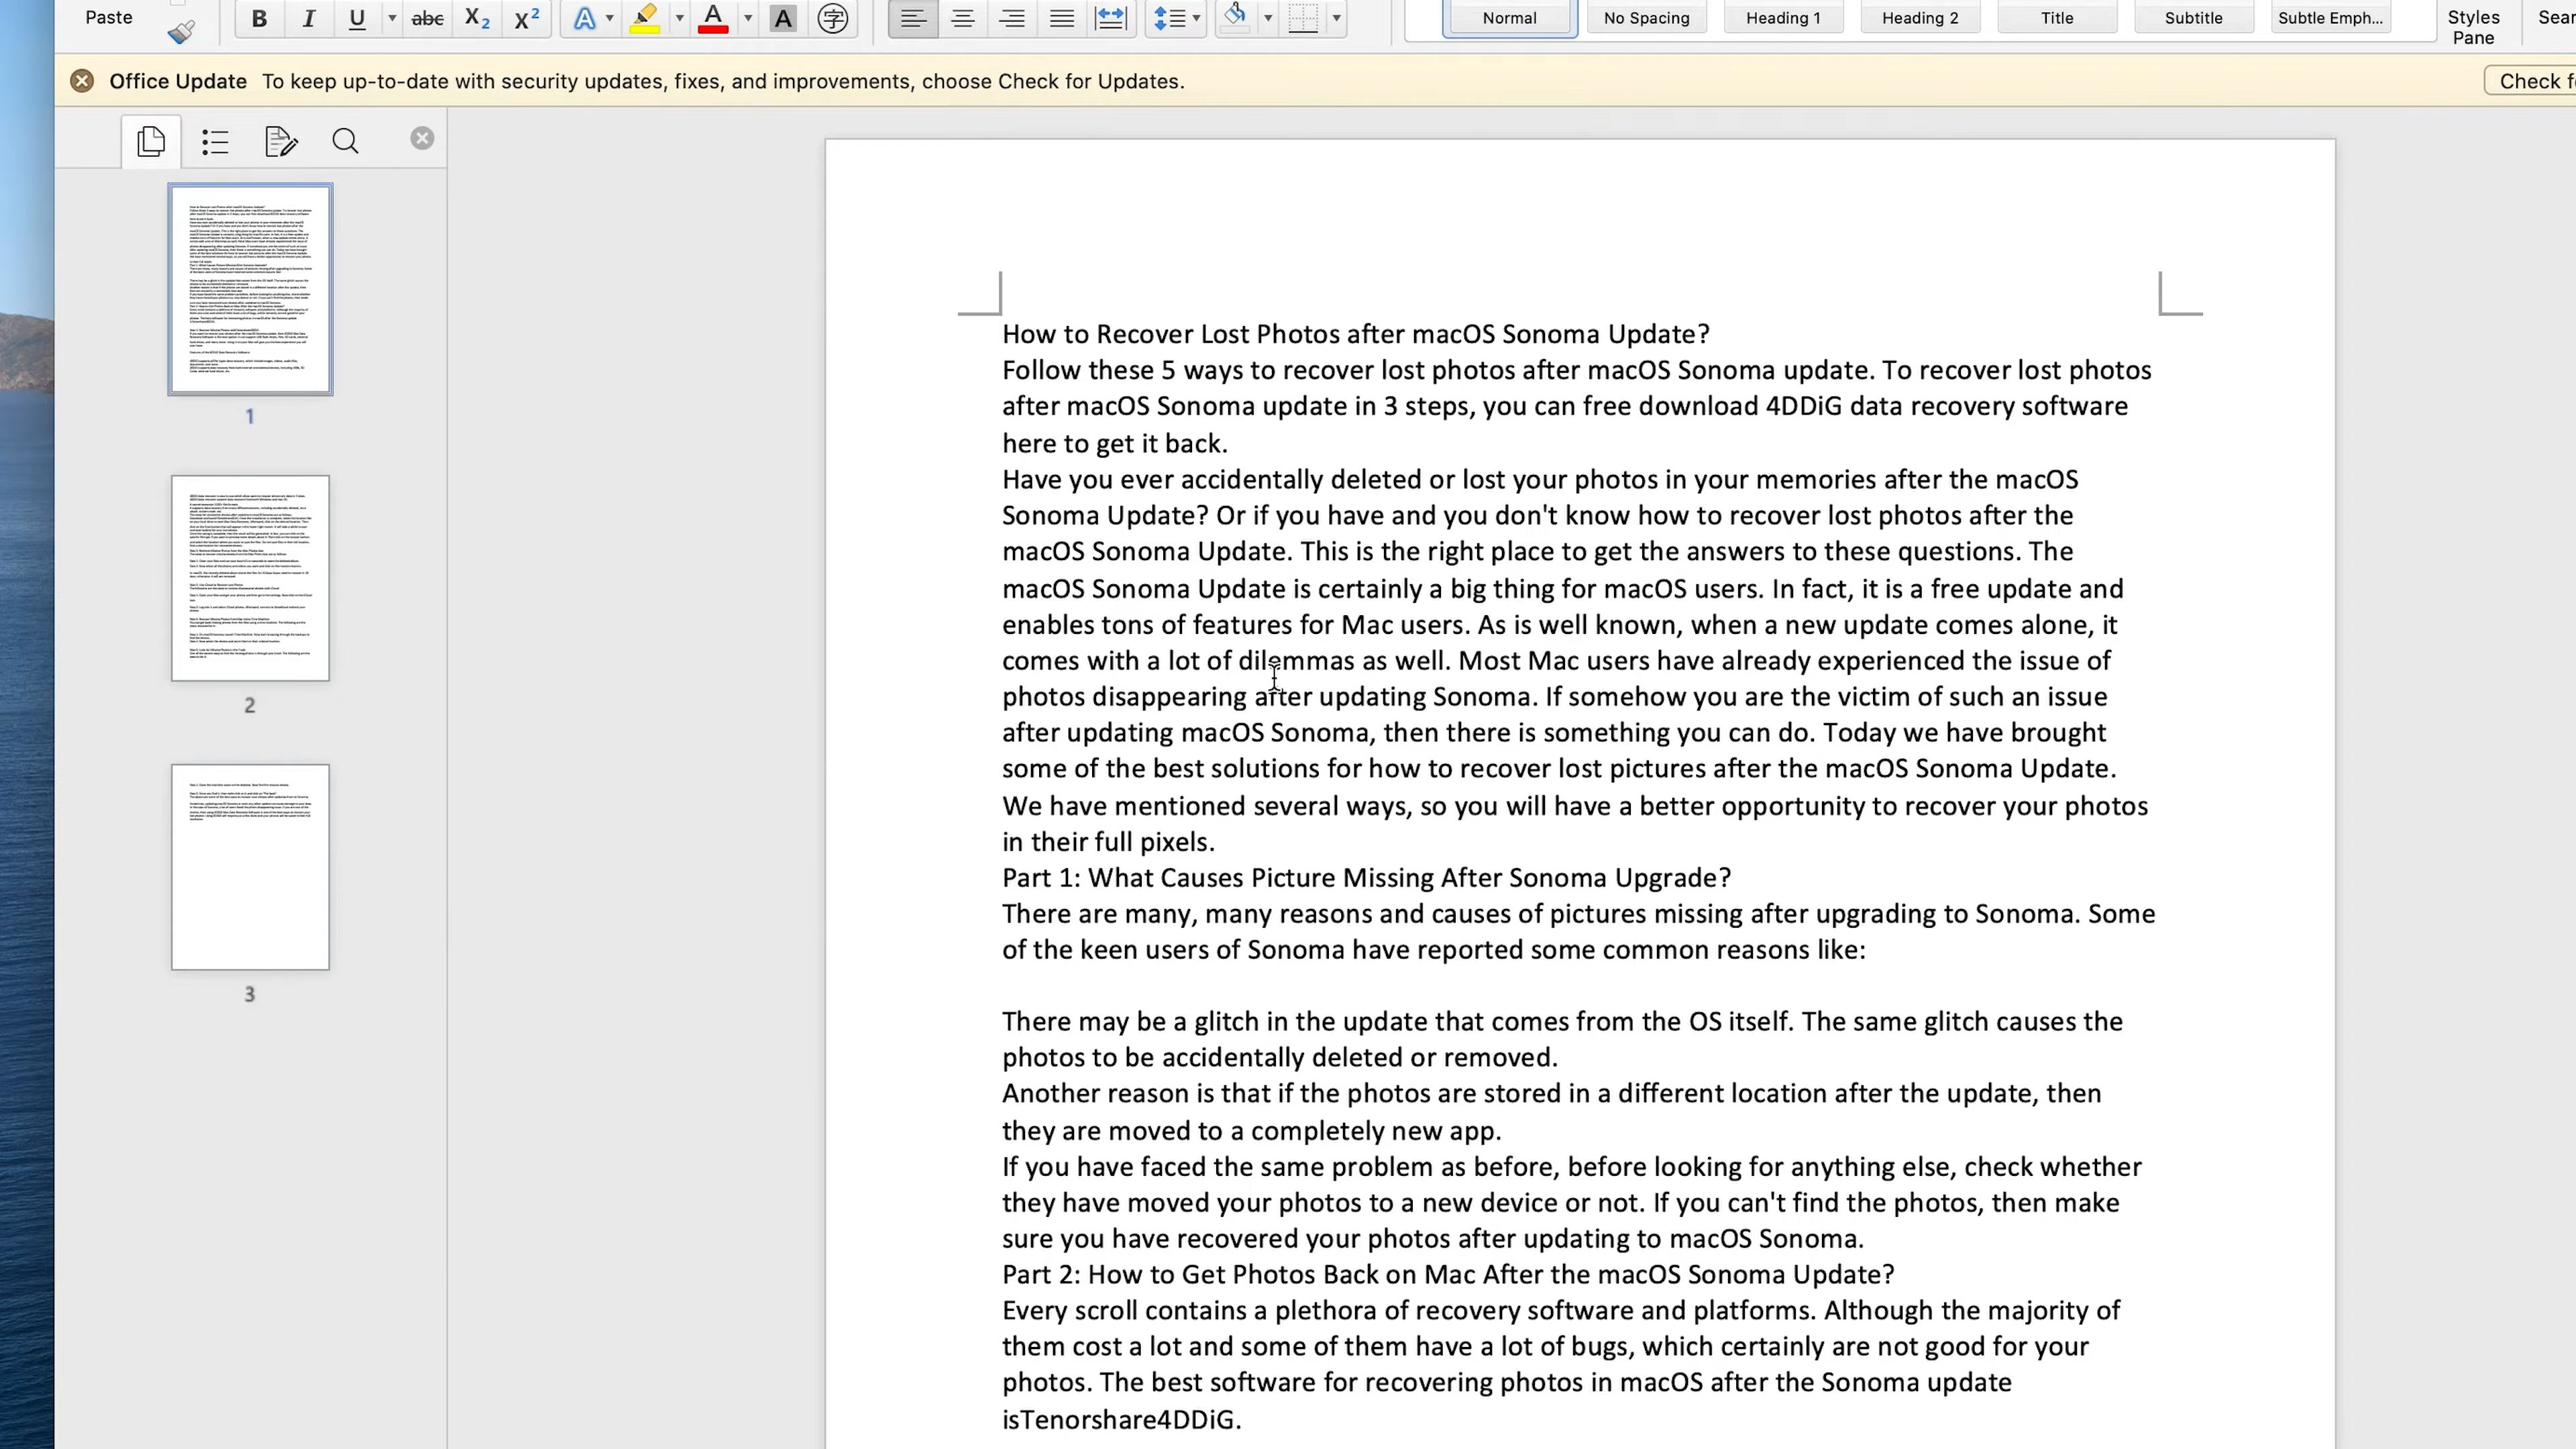 Paste
B I U abc X2 X2 A A A 字
Normal No Spacing Heading 1 Heading 2 Title Subtitle Subtle Emph... Styles
Pane
Office Update To keep up-to-date with security updates, fixes, and improvements, choose Check for Updates.
Check
1
2
3
How to Recover Lost Photos after macOS Sonoma Update?
Follow these 5 ways to recover lost photos after macOS Sonoma update. To recover lost photos
after macOS Sonoma update in 3 steps, you can free download 4DDiG data recovery software
here to get it back.
Have you ever accidentally deleted or lost your photos in your memories after the macOS
Sonoma Update? Or if you have and you don't know how to recover lost photos after the
macOS Sonoma Update. This is the right place to get the answers to these questions. The
macOS Sonoma Update is certainly a big thing for macOS users. In fact, it is a free update and
enables tons of features for Mac users. As is well known, when a new update comes alone, it
comes with a lot of dilemmas as well. Most Mac users have already experienced the issue of
photos disappearing after updating Sonoma. If somehow you are the victim of such an issue
after updating macOS Sonoma, then there is something you can do. Today we have brought
some of the best solutions for how to recover lost pictures after the macOS Sonoma Update.
We have mentioned several ways, so you will have a better opportunity to recover your photos
in their full pixels.
Part 1: What Causes Picture Missing After Sonoma Upgrade?
There are many, many reasons and causes of pictures missing after upgrading to Sonoma. Some
of the keen users of Sonoma have reported some common reasons like:
There may be a glitch in the update that comes from the OS itself. The same glitch causes the
photos to be accidentally deleted or removed.
Another reason is that if the photos are stored in a different location after the update, then
they are moved to a completely new app.
If you have faced the same problem as before, before looking for anything else, check whether
they have moved your photos to a new device or not. If you can't find the photos, then make
sure you have recovered your photos after updating to macOS Sonoma.
Part 2: How to Get Photos Back on Mac After the macOS Sonoma Update?
Every scroll contains a plethora of recovery software and platforms. Although the majority of
them cost a lot and some of them have a lot of bugs, which certainly are not good for your
photos. The best software for recovering photos in macOS after the Sonoma update
isTenorshare4DDiG.